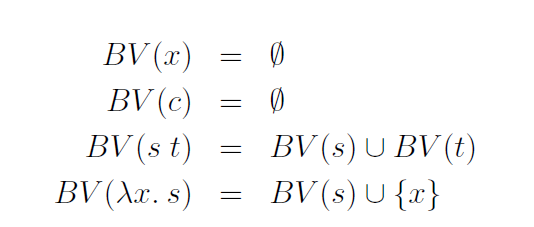 BV(x) = ∅
BV(c) = ∅
BV(s t) = BV(s) ∪ BV(t)
BV(λx. s) = BV(s) ∪ {x}